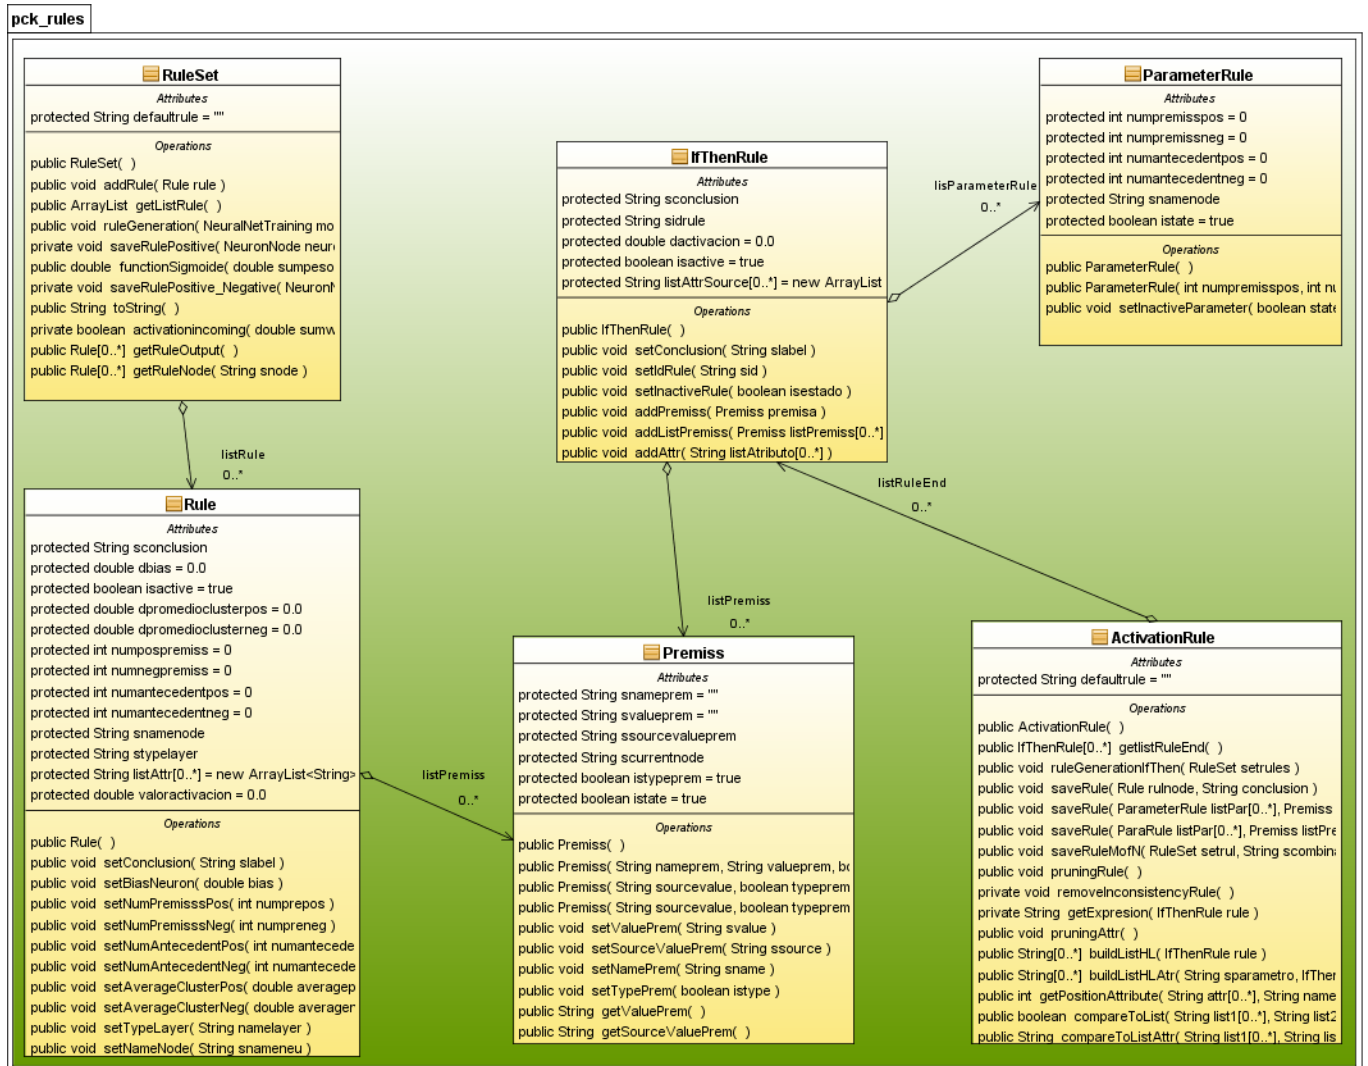 pck_rules
RuleSet
Attributes
protected String defaultrule = ""
Operations
public RuleSet( )
public void addRule( Rule rule )
public ArrayList getListRule( )
public void ruleGeneration( NeuralNetTraining mo
private void saveRulePositive( NeuronNode neur
public double functionSigmoide( double sumpeso
private void saveRulePositive_Negative( Neuron
public String toString( )
private boolean activationincoming( double sumw
public Rule[0..*] getRuleOutput( )
public Rule[0..*] getRuleNode( String snode )
listRule
0..*
Rule
Attributes
protected String sconclusion
protected double dbias = 0.0
protected boolean isactive = true
protected double dpromedioclusterpos = 0.0
protected double dpromedioclusterneg = 0.0
protected int numpospremiss = 0
protected int numnegpremiss = 0
protected int numantecedentpos = 0
protected int numantecedentneg = 0
protected String snamenode
protected String stypelayer
protected String listAttr[0..*] = new ArrayList<String>
protected double valoractivacion = 0.0
Operations
public Rule( )
public void setConclusion( String slabel )
public void setBiasNeuron( double bias )
public void setNumPremisssPos( int numprepos )
public void setNumPremisssNeg( int numpreneg )
public void setNumAntecedentPos( int numantecede
public void setNumAntecedentNeg( int numantecede
public void setAverageClusterPos( double averagep
public void setAverageClusterNeg( double averager
public void setTypeLayer( String namelayer )
public void setNameNode( String snameneu )
IfThenRule
Attributes
protected String sconclusion
protected String sidrule
protected double dactivacion = 0.0
protected boolean isactive = true
protected String listAttrSource[0..*] = new ArrayList
Operations
public IfThenRule( )
public void setConclusion( String slabel )
public void setIdRule( String sid )
public void setInactiveRule( boolean isestado )
public void addPremiss( Premiss premisa )
public void addListPremiss( Premiss listPremiss[0..*]
public void addAttr( String listAtributo[0..*] )
lisParameterRule
0..*
ParameterRule
Attributes
protected int numpremisspos = 0
protected int numpremissneg = 0
protected int numantecedentpos = 0
protected int numantecedentneg = 0
protected String snamenode
protected boolean istate = true
Operations
public ParameterRule( )
public ParameterRule( int numpremisspos, int nu
public void setInactiveParameter( boolean state
listRuleEnd
0..*
listPremiss
0..*
listPremiss
0..*
Premiss
Attributes
protected String snameprem = ""
protected String svalueprem = ""
protected String ssourcevalueprem
protected String scurrentnode
protected boolean istypeprem = true
protected boolean istate = true
Operations
public Premiss( )
public Premiss( String nameprem, String valueprem, bo
public Premiss( String sourcevalue, boolean typeprem
public Premiss( String sourcevalue, boolean typeprem
public void setValuePrem( String svalue )
public void setSourceValuePrem( String ssource )
public void setNamePrem( String sname )
public void setTypePrem( boolean istype )
public String getValuePrem( )
public String getSourceValuePrem( )
ActivationRule
Attributes
protected String defaultrule = ""
Operations
public ActivationRule( )
public IfThenRule[0..*] getlistRuleEnd( )
public void ruleGenerationIfThen( RuleSet setrules )
public void saveRule( Rule rulnode, String conclusion )
public void saveRule( ParameterRule listPar[0..*], Premiss
public void saveRule( ParaRule listPar[0..*], Premiss listPre
public void saveRuleMofN( RuleSet setrul, String scombin
public void pruningRule( )
private void removeInconsistencyRule( )
private String getExpresion( IfThenRule rule )
public void pruningAttr( )
public String[0..*] buildListHL( IfThenRule rule )
public String[0..*] buildListHLAtr( String sparametro, IfTher
public int getPositionAttribute( String attr[0..*], String name
public boolean compareToList( String list1[0..*], String list2
public String compareToListAttr( String list1[0..*], String lis